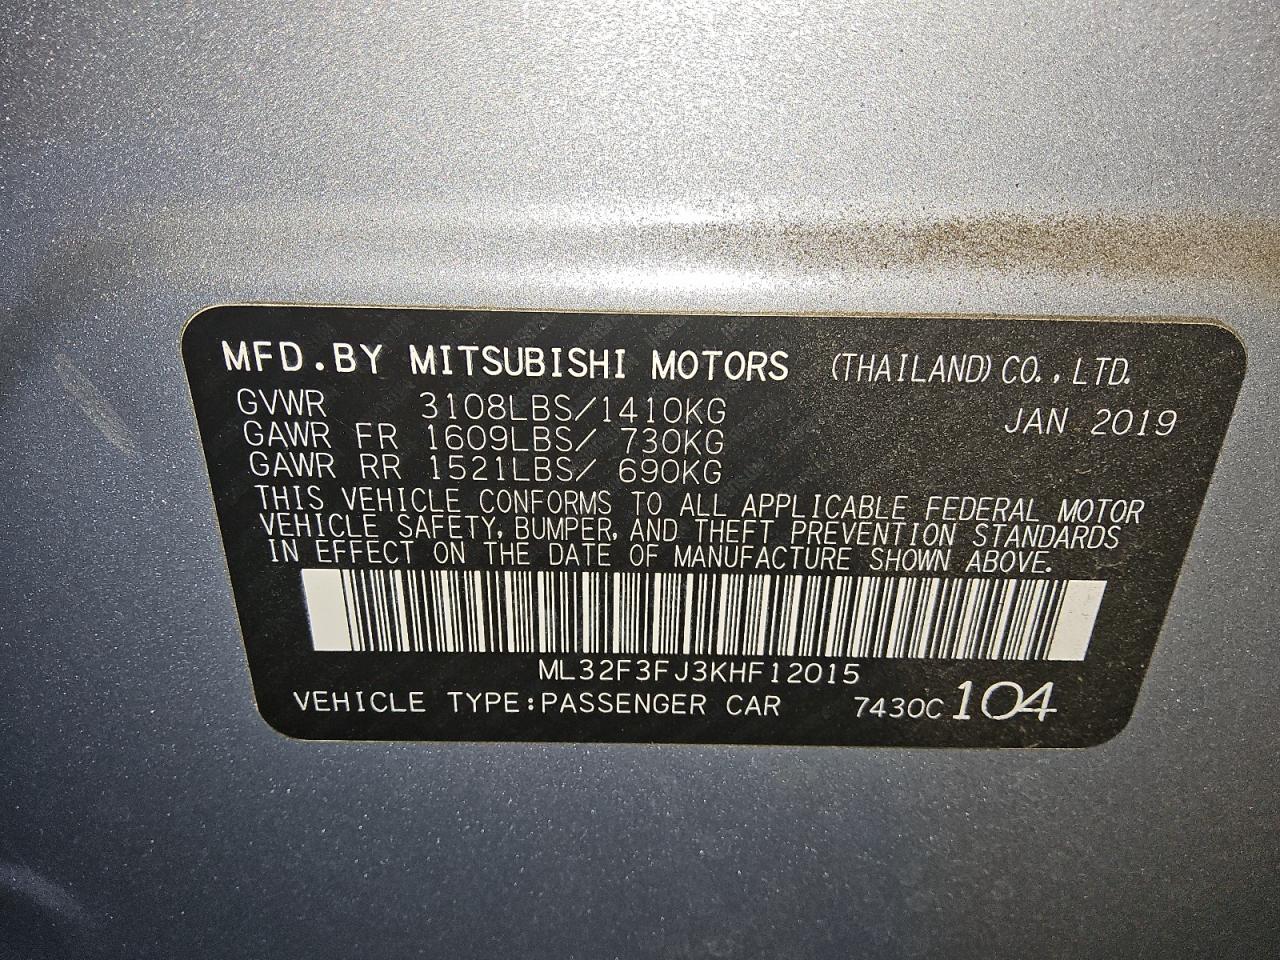 MFD.BY MITSUBISHI MOTORS (THAILAND) CO., LTD.
GVWR 3108LBS/1410KG JAN 2019
GAWR FR 1609LBS/ 730KG
GAWR RR 1521LBS/ 690KG
THIS VEHICLE CONFORMS TO ALL APPLICABLE FEDERAL MOTOR
VEHICLE SAFETY, BUMPER, AND THEFT PREVENTION STANDARDS
IN EFFECT ON THE DATE OF MANUFACTURE SHOWN ABOVE.
ML32F3FJ3KHF12015
VEHICLE TYPE:PASSENGER CAR 7430C 104